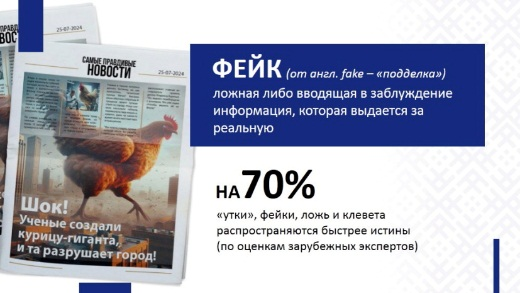 САМЫЕ ПРАВДИВЫЕ
НОВОСТИ
25-07-2024
25-07-2024
Шок!
Ученые создали
курицу-гиганта,
и та разрушает город!
ФЕЙК (от англ. fake – «подделка»)
ложная либо вводящая в заблуждение
информация, которая выдается за
реальную
НА 70%
«утки», фейки, ложь и клевета
распространяются быстрее истины
(по оценкам зарубежных экспертов)